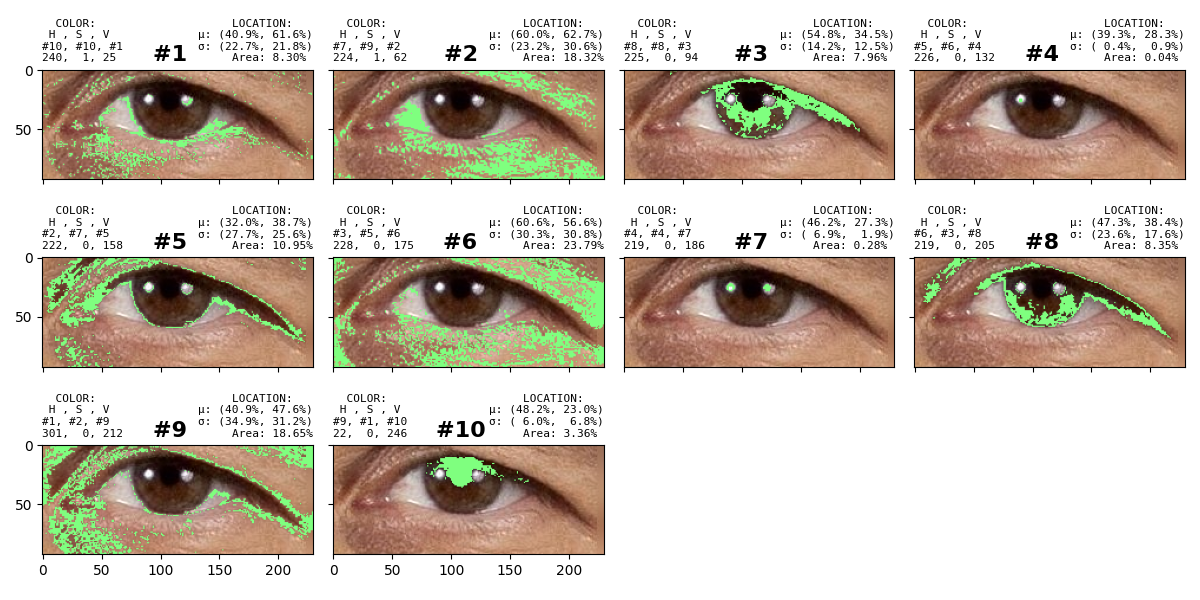 COLOR: LOCATION: COLOR: LOCATION: COLOR: LOCATION: COLOR: LOCATION:
H , S , V μ: (40.9%, 61.6%) H , S , V μ: (60.0%, 62.7%) H , S , V μ: (54.8%, 34.5%) H , S , V μ: (39.3%, 28.3%)
#10, #10, #1 #1 σ: (22.7%, 21.8%) #7, #9, #2 #2 σ: (23.2%, 30.6%) #8, #8, #3 #3 σ: (14.2%, 12.5%) #5, #6, #4 #4 σ: ( 0.4%, 0.9%)
240, 1, 25 Area: 8.30% 224, 1, 62 Area: 18.32% 225, 0, 94 Area: 7.96% 226, 0, 132 Area: 0.04%
0
50
COLOR: LOCATION: COLOR: LOCATION: COLOR: LOCATION: COLOR: LOCATION:
H , S , V μ: (32.0%, 38.7%) H , S , V μ: (60.6%, 56.6%) H , S , V μ: (46.2%, 27.3%) H , S , V μ: (47.3%, 38.4%)
#2, #7, #5 #5 σ: (27.7%, 25.6%) #3, #5, #6 #6 σ: (30.3%, 30.8%) #4, #4, #7 #7 σ: ( 6.9%, 1.9%) #6, #3, #8 #8 σ: (23.6%, 17.6%)
222, 0, 158 Area: 10.95% 228, 0, 175 Area: 23.79% 219, 0, 186 Area: 0.28% 219, 0, 205 Area: 8.35%
0
50
COLOR: LOCATION: COLOR: LOCATION:
H , S , V μ: (40.9%, 47.6%) H , S , V μ: (48.2%, 23.0%)
#1, #2, #9 #9 σ: (34.9%, 31.2%) #9, #1, #10 #10 σ: ( 6.0%, 6.8%)
301, 0, 212 Area: 18.65% 22, 0, 246 Area: 3.36%
0
50
0 50 100 150 200 0 50 100 150 200